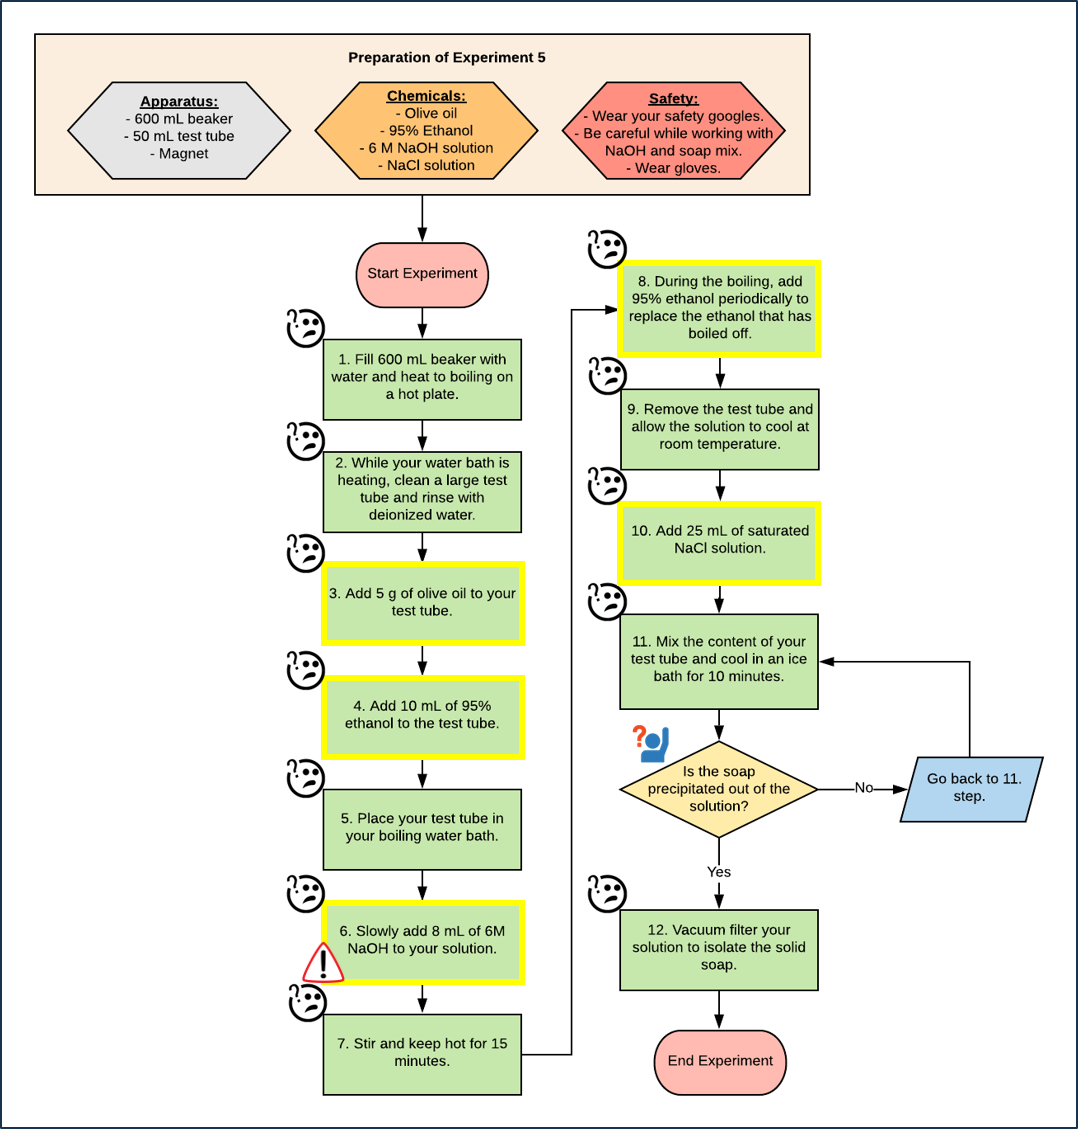 Preparation of Experiment 5
Apparatus:
- 600 mL beaker
- 50 mL test tube
- Magnet
Chemicals:
- Olive oil
- 95% Ethanol
- 6 M NaOH solution
- NaCl solution
Safety:
- Wear your safety googles.
- Be careful while working with
NaOH and soap mix.
- Wear gloves.
Start Experiment
1. Fill 600 mL beaker with
water and heat to boiling on
a hot plate.
2. While your water bath is
heating, clean a large test
tube and rinse with
deionized water.
3. Add 5 g of olive oil to your
test tube.
4. Add 10 mL of 95%
ethanol to the test tube.
5. Place your test tube in
your boiling water bath.
6. Slowly add 8 mL of 6M
NaOH to your solution.
7. Stir and keep hot for 15
minutes.
8. During the boiling, add
95% ethanol periodically to
replace the ethanol that has
boiled off.
9. Remove the test tube and
allow the solution to cool at
room temperature.
10. Add 25 mL of saturated
NaCl solution.
11. Mix the content of your
test tube and cool in an ice
bath for 10 minutes.
Is the soap
precipitated out of the
solution?
No
Go back to 11.
step.
Yes
12. Vacuum filter your
solution to isolate the solid
soap.
End Experiment